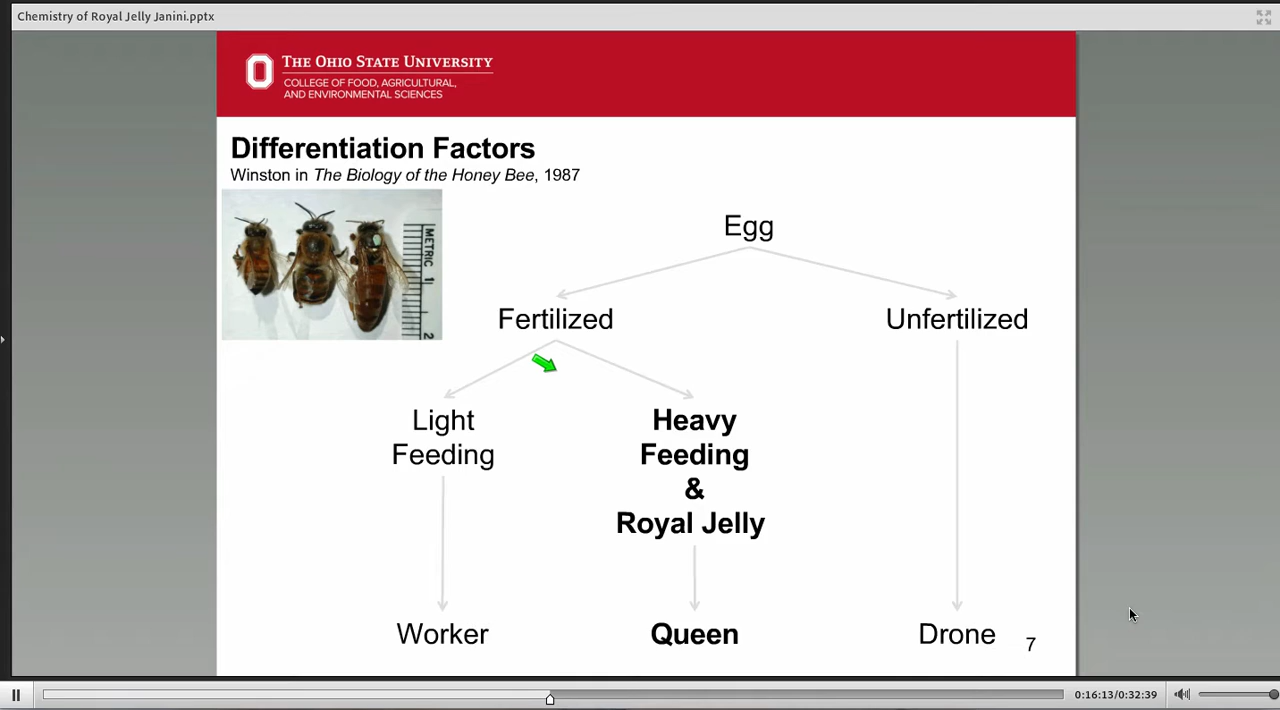 Chemistry of Royal Jelly Janini.pptx
THE OHIO STATE UNIVERSITY
COLLEGE OF FOOD, AGRICULTURAL,
AND ENVIRONMENTAL SCIENCES
Differentiation Factors
Winston in The Biology of the Honey Bee, 1987
METRIC 1
2
Egg
Fertilized
Unfertilized
Light
Feeding
Heavy
Feeding
&
Royal Jelly
Worker
Queen
Drone
7
0:16:13/0:32:39